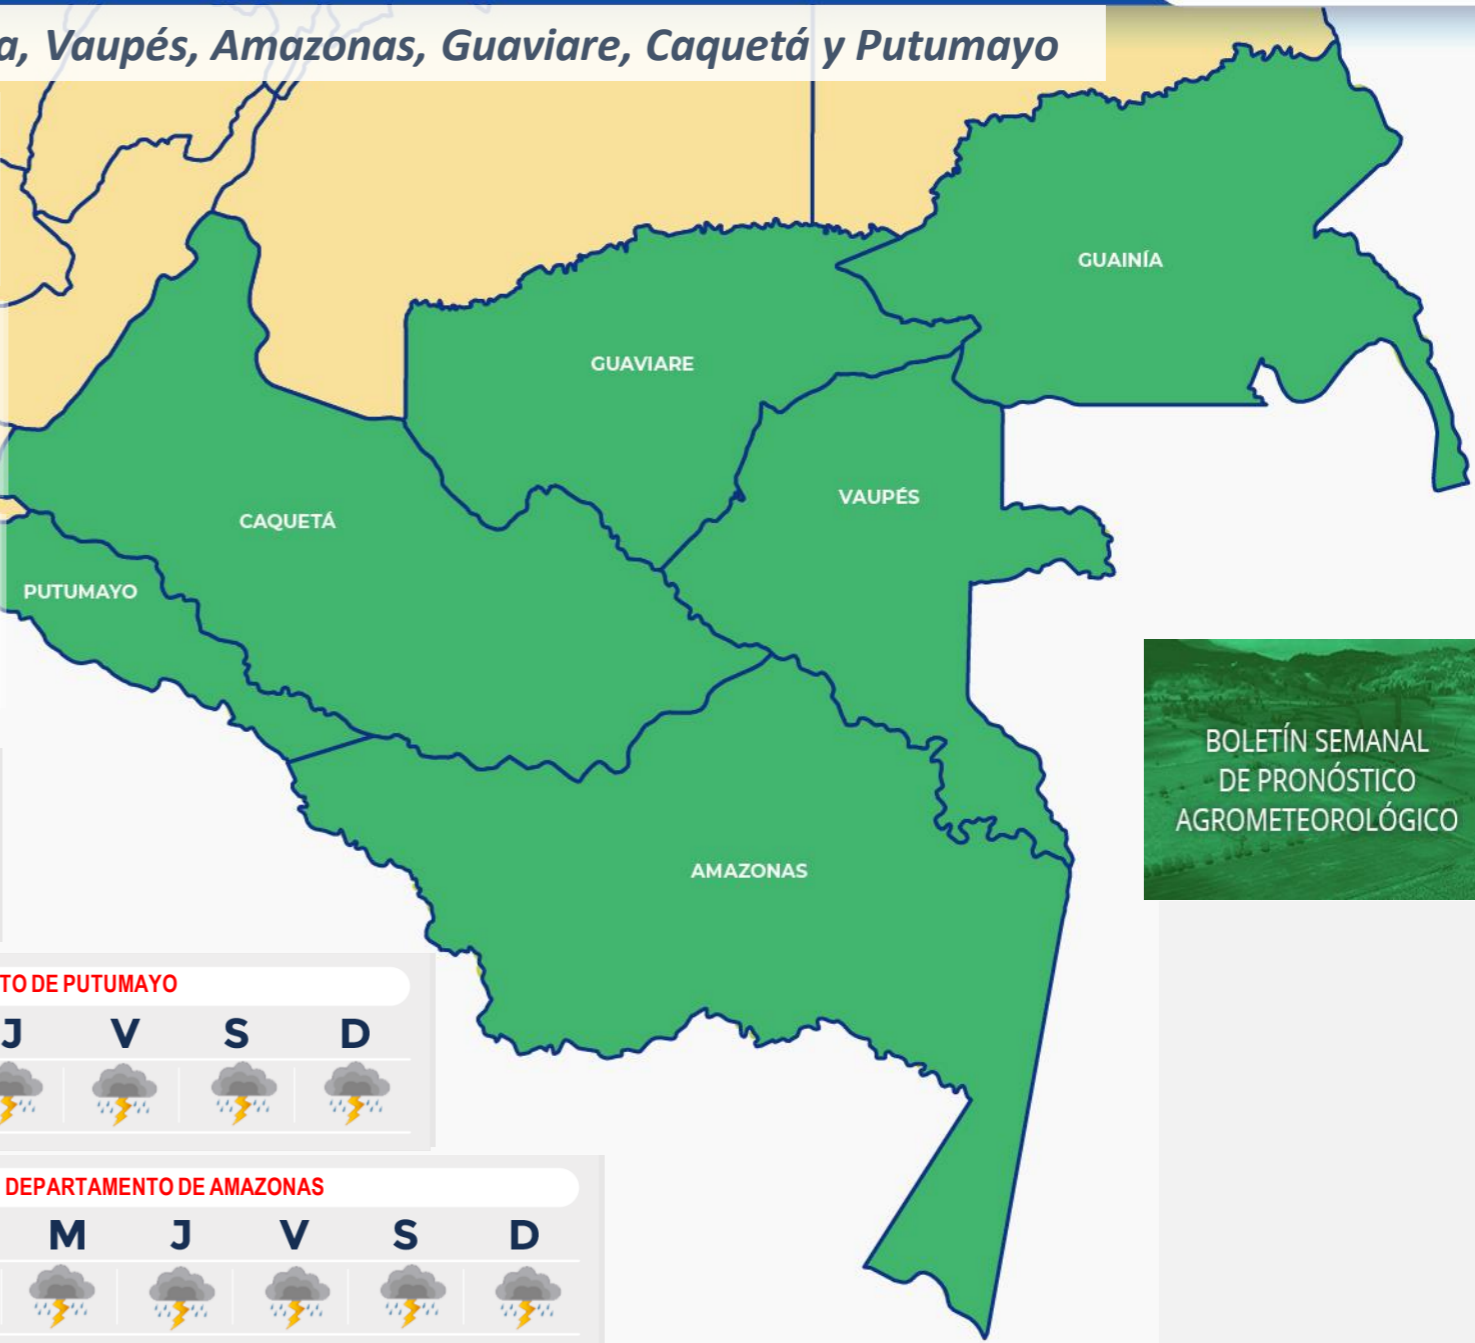 a, Vaupés, Amazonas, Guaviare, Caquetá y Putumayo
GUAINÍA
GUAVIARE
VAUPÉS
CAQUETÁ
PUTUMAYO
BOLETÍN SEMANAL
DE PRONÓSTICO
AGROMETEOROLÓGICO
AMAZONAS
TO DE PUTUMAYO
J V S D
DEPARTAMENTO DE AMAZONAS
M J V S D